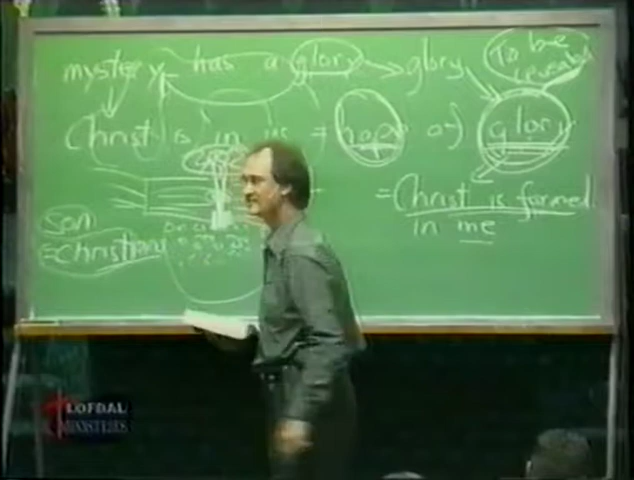 mystery has a glory glory To be revealed
Christ is in us = hope of glory
= Christ is formed
in me
Son
= Christian
LOFDAL
MINISTRIES